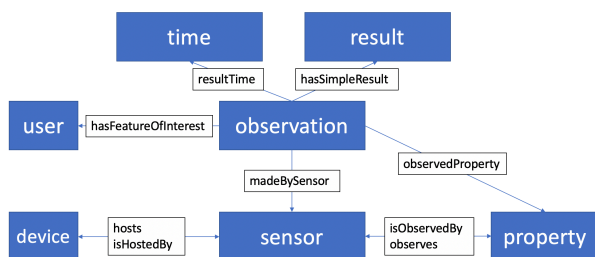 time
result
resultTime
hasSimpleResult
user
hasFeatureOfInterest
observation
observedProperty
madeBySensor
device
hosts
isHostedBy
sensor
isObservedBy
observes
property